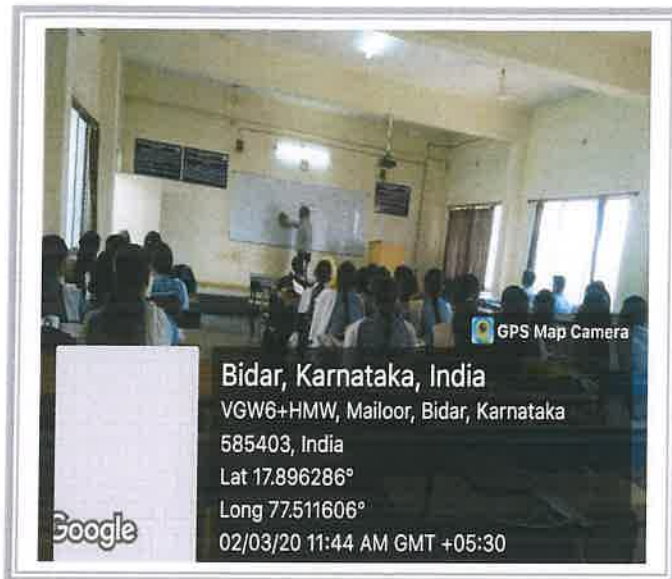 GPS Map Camera
Bidar, Karnataka, India
VGW6+HMW, Mailoor, Bidar, Karnataka
585403, India
Lat 17.896286°
Long 77.511606°
02/03/20 11:44 AM GMT +05:30
Google